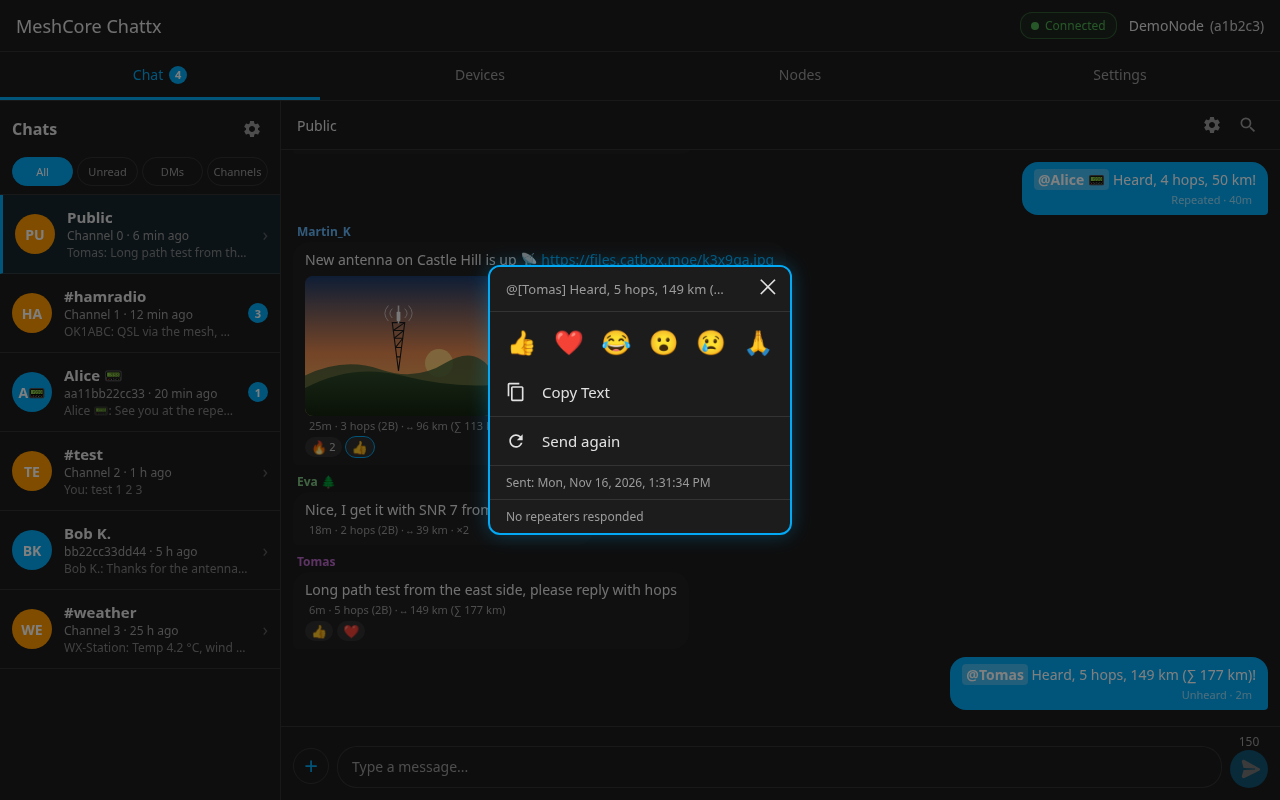 MeshCore Chattx
Connected
DemoNode (a1b2c3)
Chat 4
Devices
Nodes
Settings
Chats
All
Unread
DMs
Channels
PU
Public
Channel 0 · 6 min ago
Tomas: Long path test from th...
HA
#hamradio
Channel 1 · 12 min ago
OK1ABC: QSL via the mesh, ...
3
A
Alice
aa11bb22cc33 · 20 min ago
Alice : See you at the repe...
1
TE
#test
Channel 2 · 1 h ago
You: test 1 2 3
BK
Bob K.
bb22cc33dd44 · 5 h ago
Bob K.: Thanks for the antenna...
WE
#weather
Channel 3 · 25 h ago
WX-Station: Temp 4.2 °C, wind ...
Public
@Alice Heard, 4 hops, 50 km!
Repeated · 40m
Martin_K
New antenna on Castle Hill is up https://files.catbox.moe/k3x9qa.jpg
25m · 3 hops (2B) · ↔ 96 km (∑ 113
🔥 2 👍
Eva 🌲
Nice, I get it with SNR 7 from
18m · 2 hops (2B) · ↔ 39 km · ×2
Tomas
Long path test from the east side, please reply with hops
6m · 5 hops (2B) · ↔ 149 km (∑ 177 km)
👍 ❤️
@Tomas Heard, 5 hops, 149 km (∑ 177 km)!
Unheard · 2m
@[Tomas] Heard, 5 hops, 149 km (...
👍 ❤️ 😂 😮 😢 🙏
Copy Text
Send again
Sent: Mon, Nov 16, 2026, 1:31:34 PM
No repeaters responded
Type a message...
150